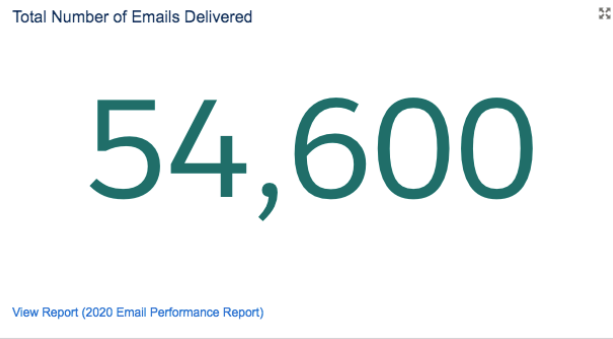 Total Number of Emails Delivered
54,600
View Report (2020 Email Performance Report)